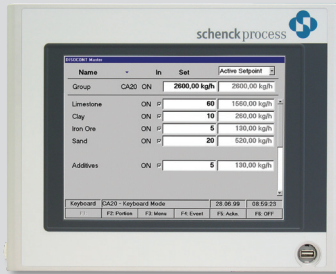 schenck process
DISOCONT Master
Name In Set Active Setpoint
Group CA20 ON 2600,00 kg/h 2600,00 kg/h
Limestone ON P 60 1560,00 kg/h
Clay ON P 10 260,00 kg/h
Iron Ore ON P 5 130,00 kg/h
Sand ON P 20 520,00 kg/h
Additives ON P 5 130,00 kg/h
Keyboard CA20 - Keyboard Mode 28.06.99 08:59:23
F1 F2: Portion F3: Menu F4: Event F5: Ackn. F6: OFF